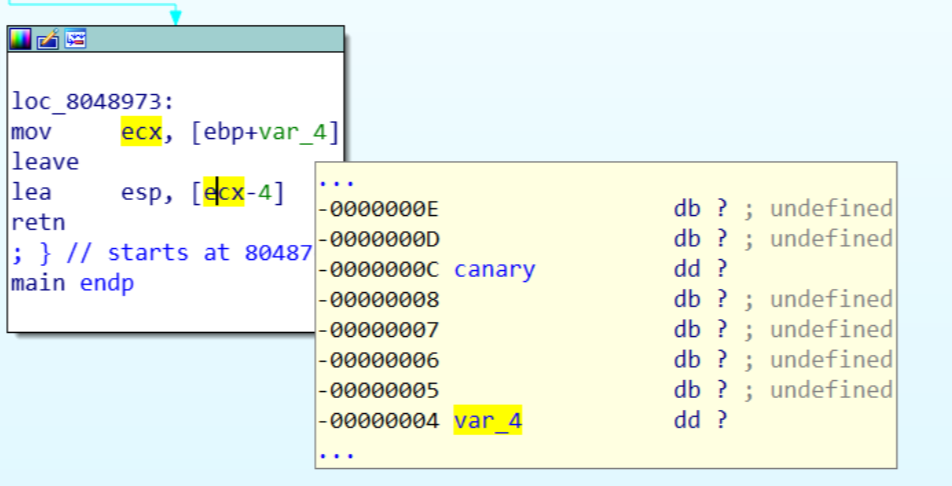 loc_8048973:
mov ecx, [ebp+var_4]
leave
lea esp, [ecx-4]
retn
; } // starts at 80487
main endp
...
-0000000E db ? ; undefined
-0000000D db ? ; undefined
-0000000C canary dd ?
-00000008 db ? ; undefined
-00000007 db ? ; undefined
-00000006 db ? ; undefined
-00000005 db ? ; undefined
-00000004 var_4 dd ?
...